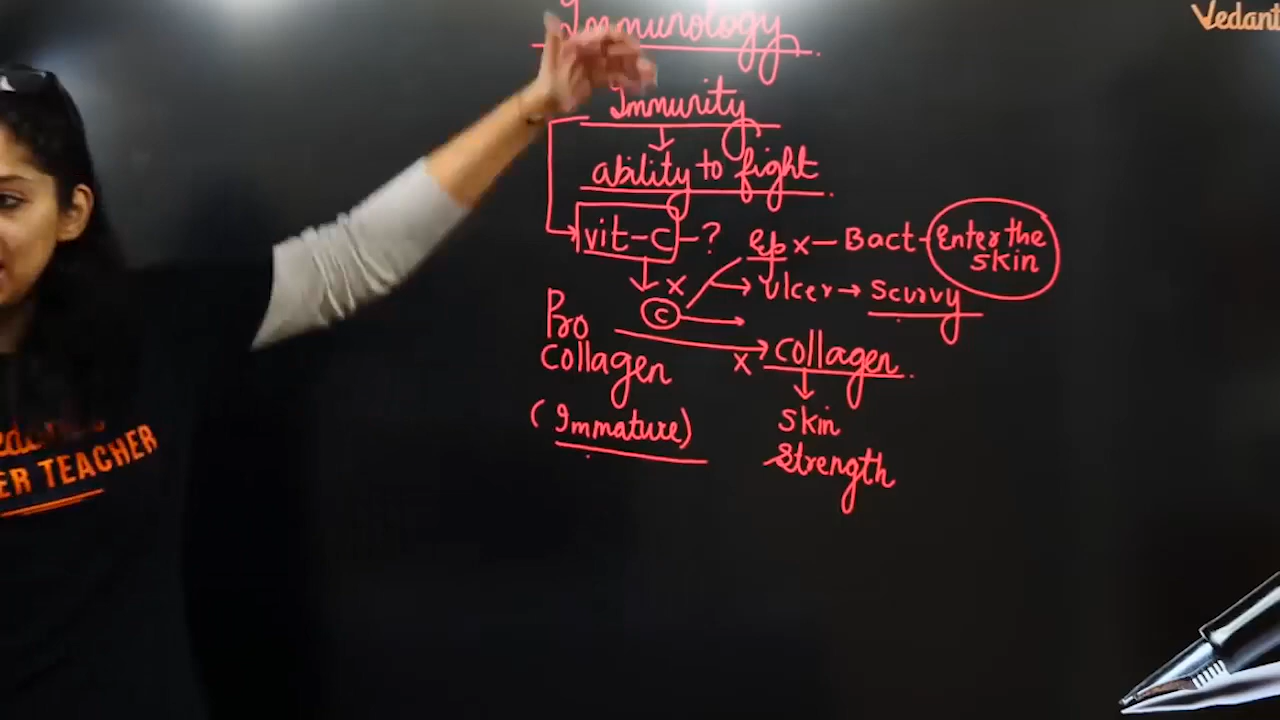 Vedant
Immunology
Immunity
ability to fight
vit-C-?
Ep x-Bact-Enter the
skin
x
Ulcer→Scurvy
C
Pro
collagen
x
collagen
(Immature)
skin
strength
ER TEACHER